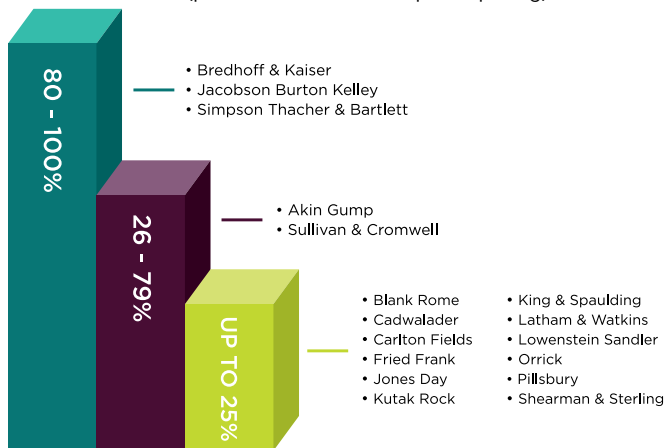 80 - 100%
• Bredhoff & Kaiser
• Jacobson Burton Kelley
• Simpson Thacher & Bartlett
26 - 79%
• Akin Gump
• Sullivan & Cromwell
UP TO 25%
• Blank Rome
• Cadwalader
• Carlton Fields
• Fried Frank
• Jones Day
• Kutak Rock
• King & Spaulding
• Latham & Watkins
• Lowenstein Sandler
• Orrick
• Pillsbury
• Shearman & Sterling